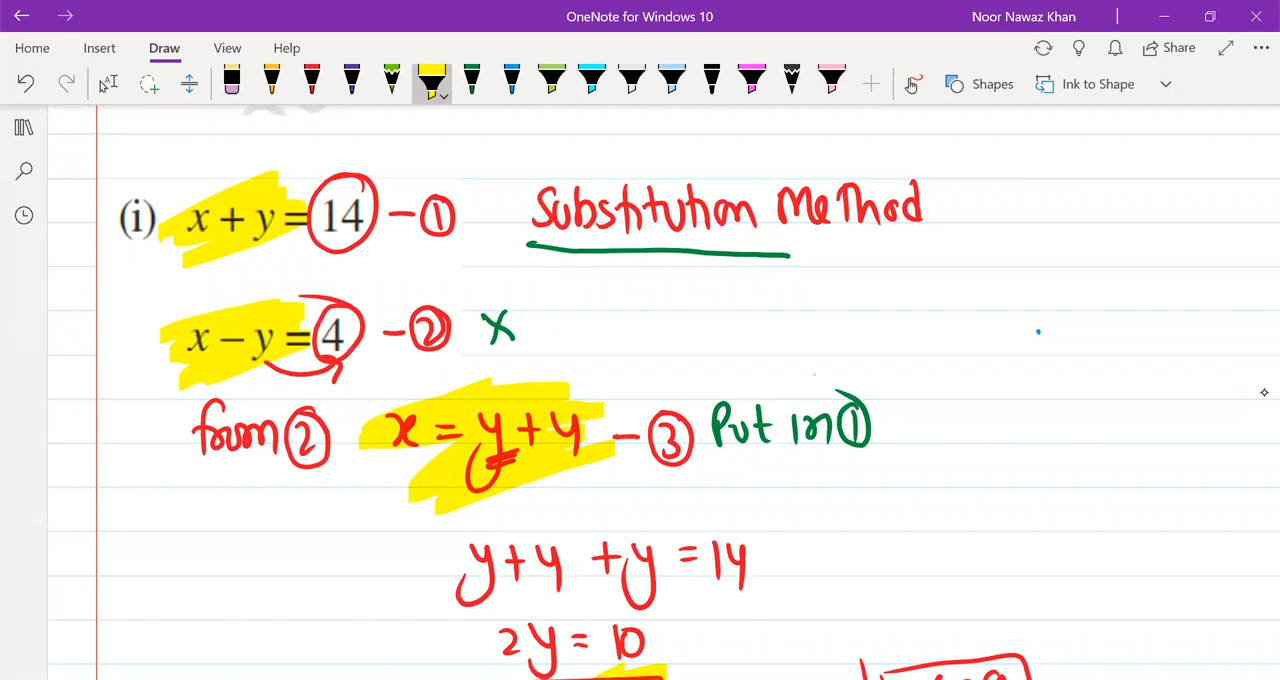 OneNote for Windows 10
Noor Nawaz Khan
Home Insert Draw View Help
Share
Shapes
Ink to Shape
(i) x + y = 14 - ① Substitution Method
x - y = 4 - ② x
from ② x = y + 4 - ③ Put in ①
y + 4 + y = 14
2y = 10